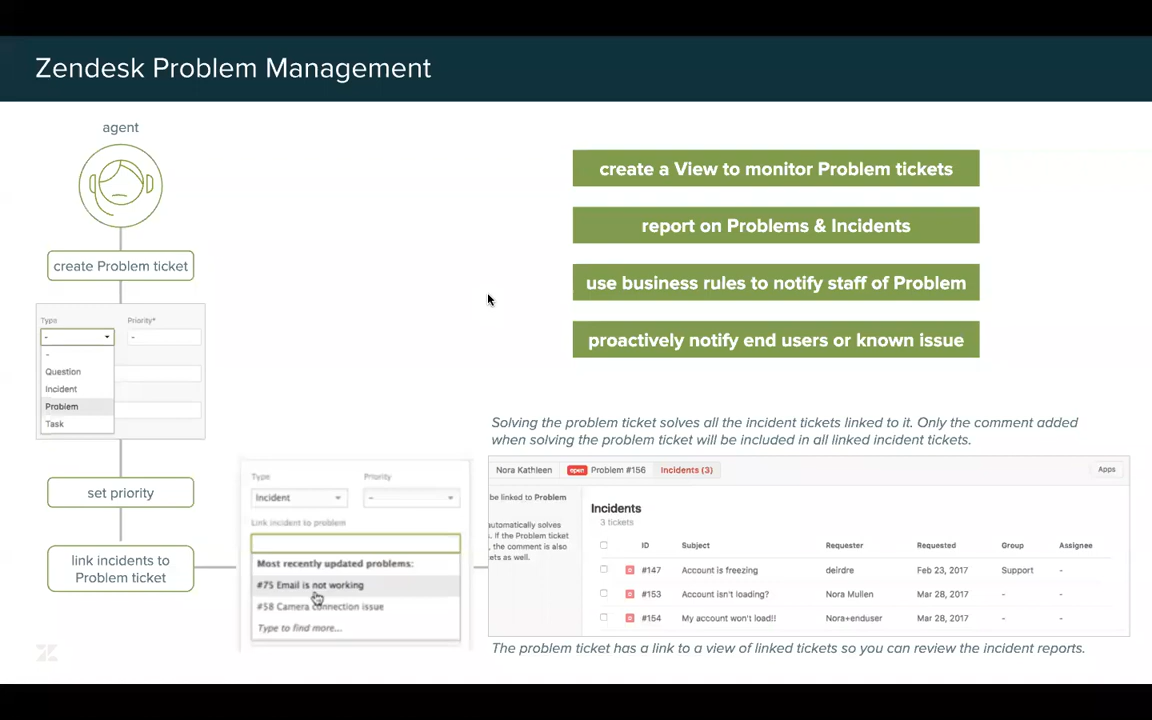 Zendesk Problem Management
agent
create Problem ticket
Type Priority*
- -
-
Question
Incident
Problem
Task
set priority
link incidents to
Problem ticket
Type Priority
Incident -
Link incident to problem
Most recently updated problems:
#75 Email is not working
#58 Camera connection issue
Type to find more...
create a View to monitor Problem tickets
report on Problems & Incidents
use business rules to notify staff of Problem
proactively notify end users or known issue
Solving the problem ticket solves all the incident tickets linked to it. Only the comment added
when solving the problem ticket will be included in all linked incident tickets.
Nora Kathleen open Problem #156 Incidents (3) Apps
be linked to Problem
automatically solves
. If the Problem ticket
, the comment is also
ets as well.
Incidents
3 tickets
ID Subject Requester Requested Group Assignee
#147 Account is freezing deirdre Feb 23, 2017 Support -
#153 Account isn't loading? Nora Mullen Mar 28, 2017 - -
#154 My account won't load!! Nora+enduser Mar 28, 2017 - -
The problem ticket has a link to a view of linked tickets so you can review the incident reports.